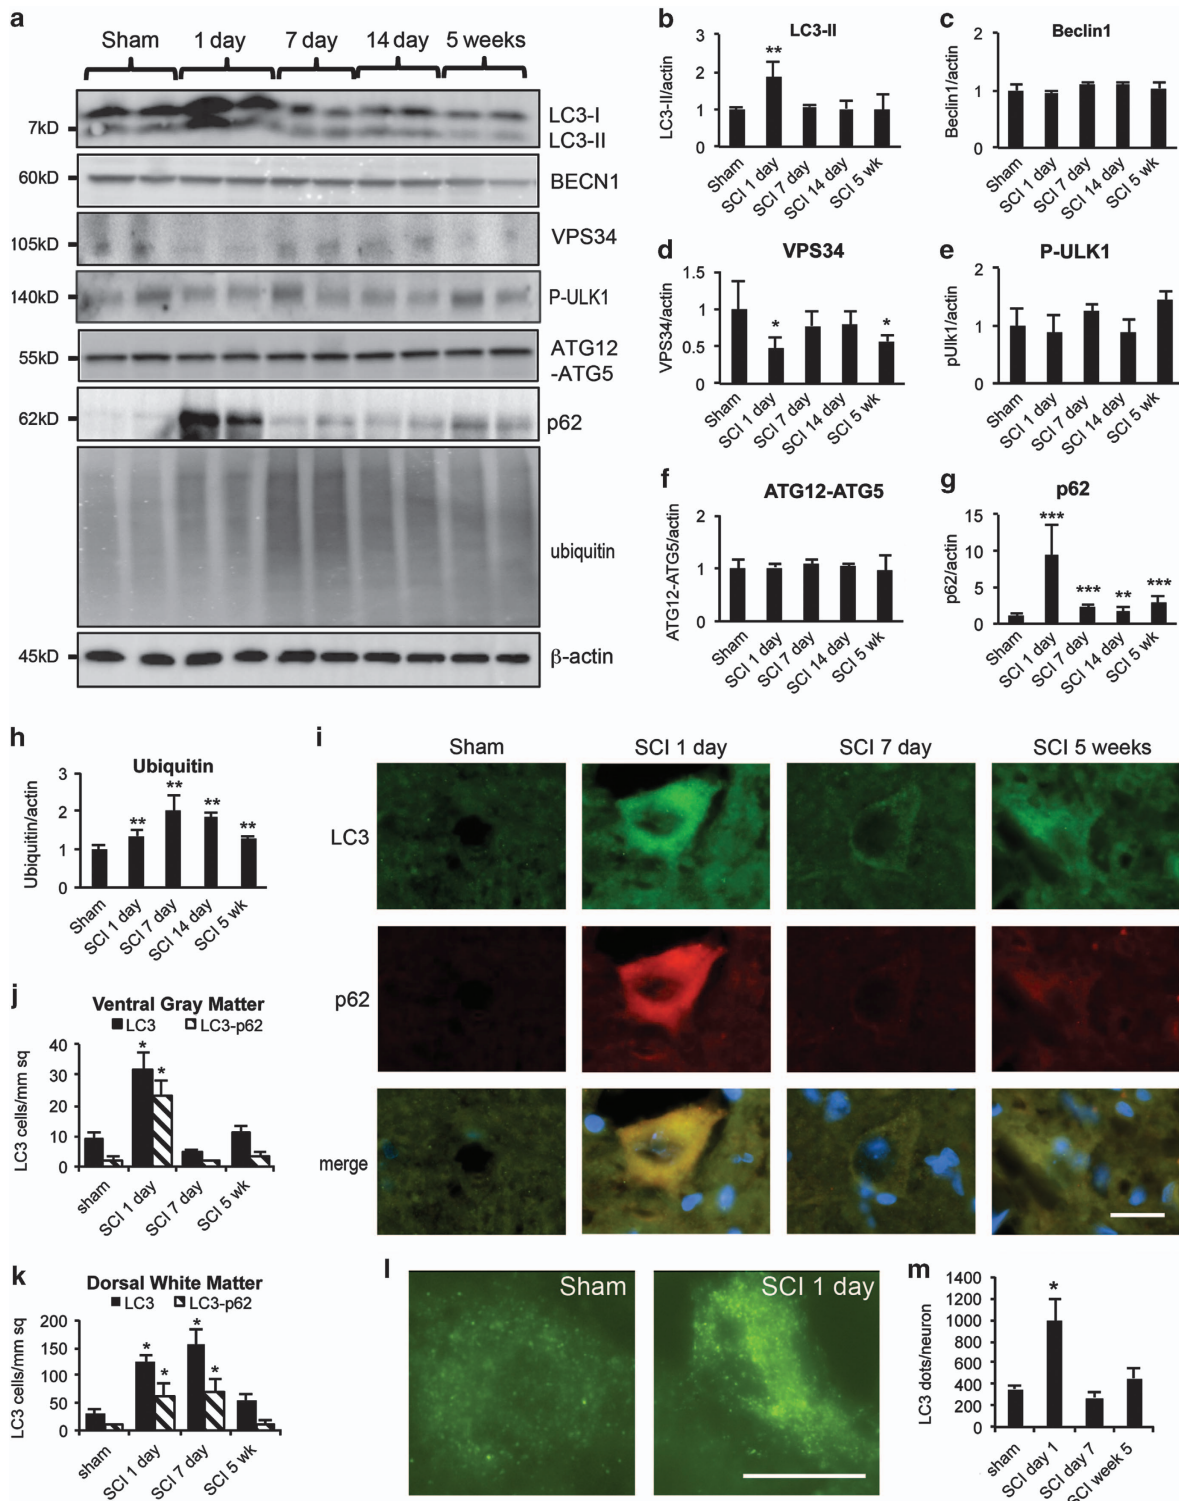 a
Sham 1 day 7 day 14 day 5 weeks
7kD
LC3-I
LC3-II
60kD
BECN1
105kD
VPS34
140kD
P-ULK1
55kD
ATG12
-ATG5
62kD
p62
ubiquitin
45kD
β-actin
b
LC3-II
LC3-II/actin
3
2
1
0
Sham
SCI 1 day
SCI 7 day
SCI 14 day
SCI 5 wk
**
c
Beclin1
Beclin1/actin
2
1
0
Sham
SCI 1 day
SCI 7 day
SCI 14 day
SCI 5 wk
d
VPS34
VPS34/actin
1.5
1
0.5
0
Sham
SCI 1 day
SCI 7 day
SCI 14 day
SCI 5 wk
*
*
e
P-ULK1
pUlk1/actin
2
1
0
Sham
SCI 1 day
SCI 7 day
SCI 14 day
SCI 5 wk
f
ATG12-ATG5
ATG12-ATG5/actin
2
1
0
Sham
SCI 1 day
SCI 7 day
SCI 14 day
SCI 5 wk
g
p62
p62/actin
15
10
5
0
Sham
SCI 1 day
SCI 7 day
SCI 14 day
SCI 5 wk
***
***
**
***
h
Ubiquitin
Ubiquitin/actin
3
2
1
0
Sham
SCI 1 day
SCI 7 day
SCI 14 day
SCI 5 wk
**
**
**
**
i
Sham SCI 1 day SCI 7 day SCI 5 weeks
LC3
p62
merge
j
Ventral Gray Matter
LC3 LC3-p62
LC3 cells/mm sq
40
30
20
10
0
sham
SCI 1 day
SCI 7 day
SCI 5 wk
*
*
k
Dorsal White Matter
LC3 LC3-p62
LC3 cells/mm sq
200
150
100
50
0
sham
SCI 1 day
SCI 7 day
SCI 5 wk
*
*
*
*
l
Sham
SCI 1 day
m
LC3 dots/neuron
1400
1200
1000
800
600
400
200
0
sham
SCI day 1
SCI day 7
SCI week 5
*